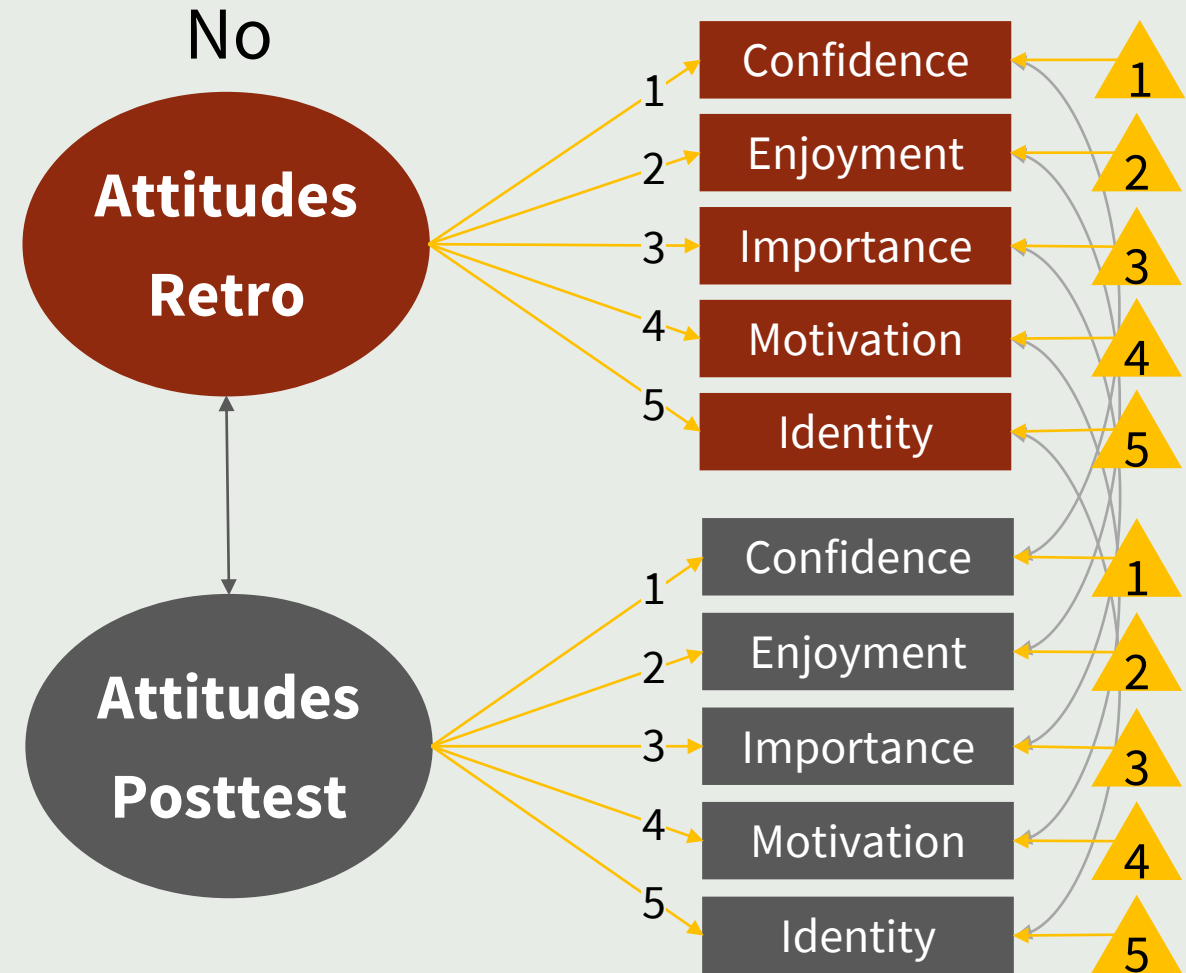 No
Attitudes
Retro
1
2
3
4
5
Confidence
Enjoyment
Importance
Motivation
Identity
1
2
3
4
5
Attitudes
Posttest
1
2
3
4
5
Confidence
Enjoyment
Importance
Motivation
Identity
1
2
3
4
5